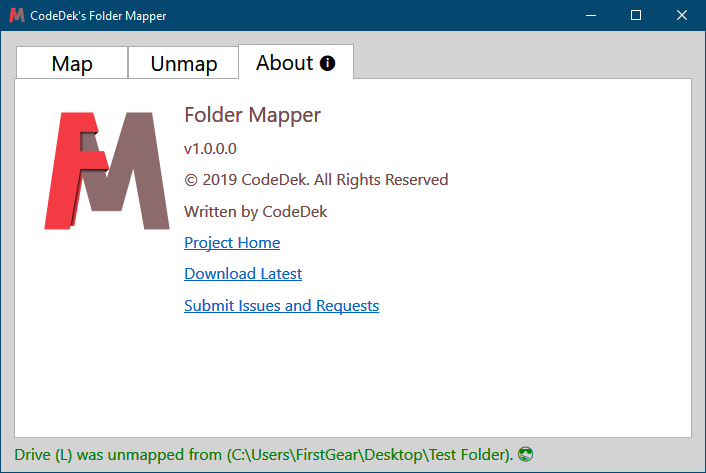 CodeDek's Folder Mapper
Map Unmap About
FM
Folder Mapper
v1.0.0.0
© 2019 CodeDek. All Rights Reserved
Written by CodeDek
Project Home
Download Latest
Submit Issues and Requests
Drive (L) was unmapped from (C:\Users\FirstGear\Desktop\Test Folder). 😎